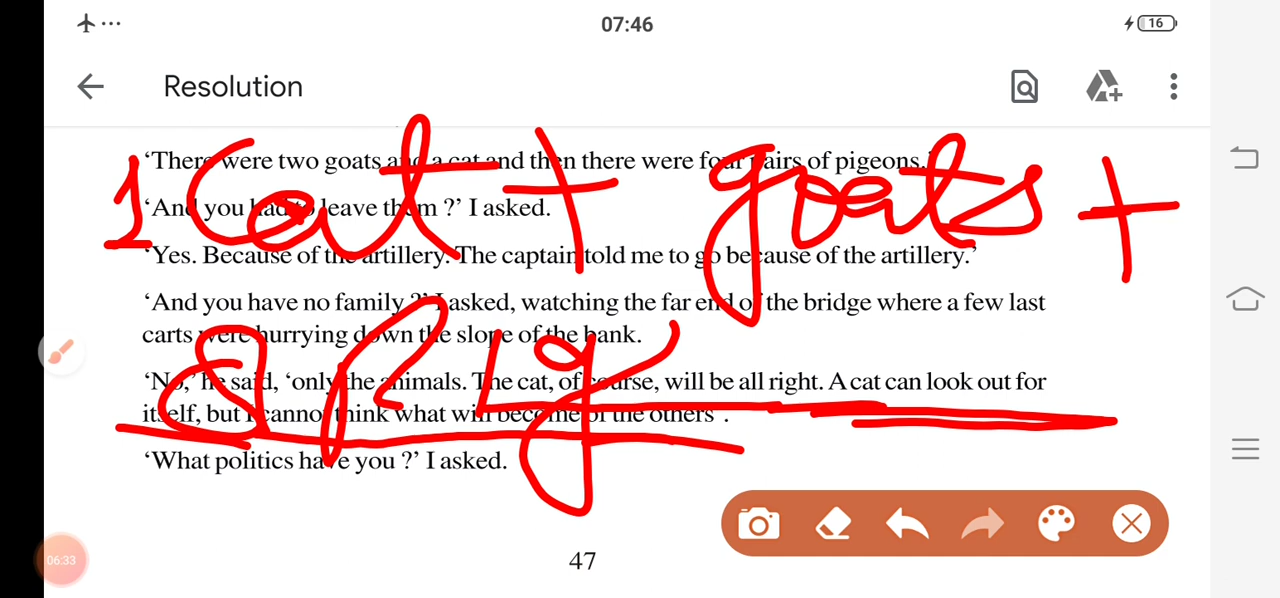 07:46
16
Resolution
‘There were two goats and a cat and then there were four pairs of pigeons.’
‘And you had to leave them ?’ I asked.
‘Yes. Because of the artillery. The captain told me to go because of the artillery.’
‘And you have no family ?’ I asked, watching the far end of the bridge where a few last
carts were hurrying down the slope of the bank.
‘No,’ he said, ‘only the animals. The cat, of course, will be all right. A cat can look out for
itself, but I cannot think what will become of the others’.
‘What politics have you ?’ I asked.
1 Cat + goats +
47
06:33